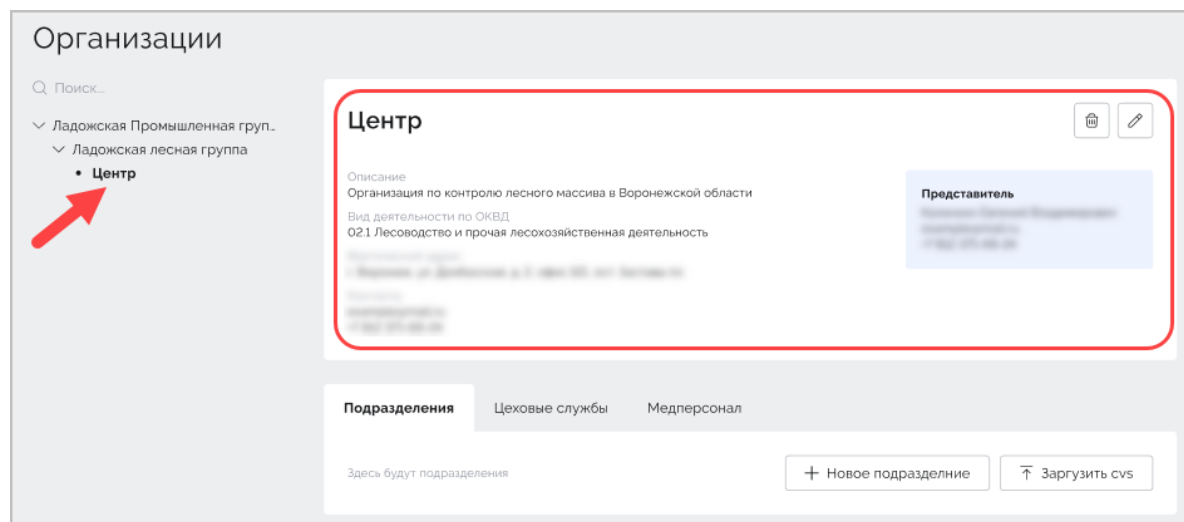 Организации
Поиск...
Ладожская Промышленная груп...
Ладожская лесная группа
• Центр
Центр
Описание
Организация по контролю лесного массива в Воронежской области
Вид деятельности по ОКВД
02.1 Лесоводство и прочая лесохозяйственная деятельность
Представитель
Подразделения
Цеховые службы
Медперсонал
Здесь будут подразделения
Новое подразделние
Заргузить cvs